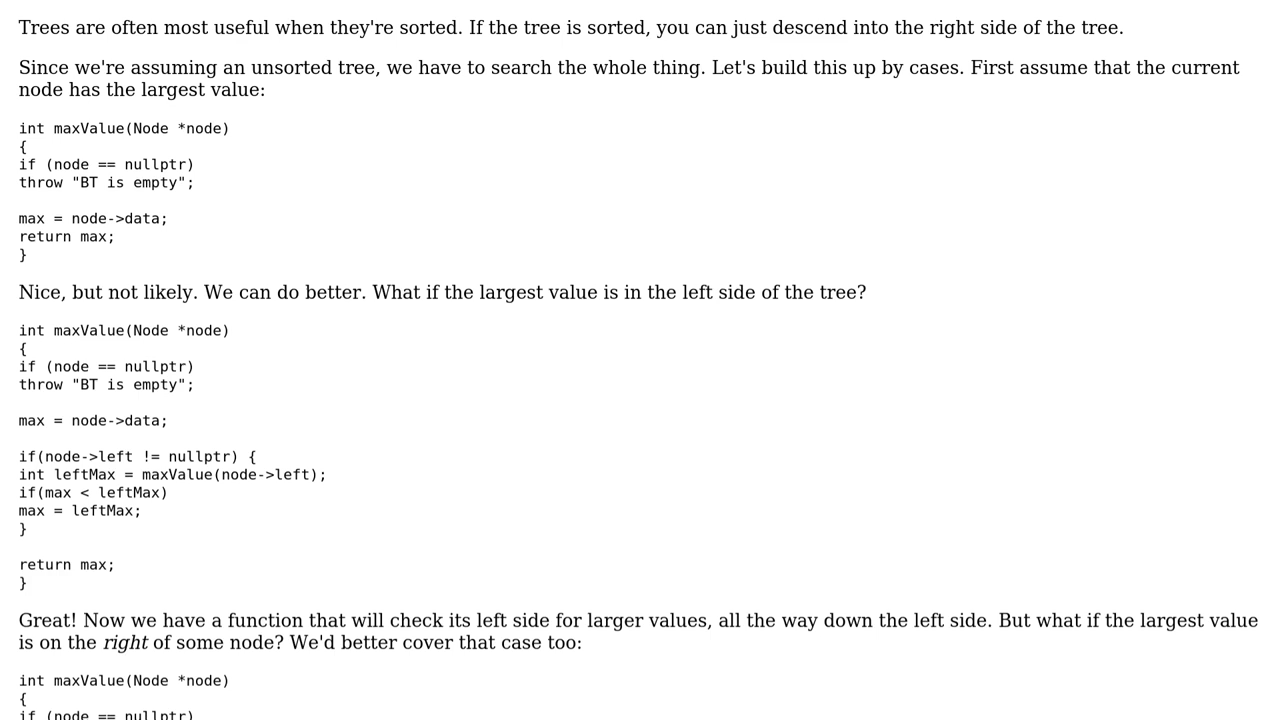 Trees are often most useful when they're sorted. If the tree is sorted, you can just descend into the right side of the tree.
Since we're assuming an unsorted tree, we have to search the whole thing. Let's build this up by cases. First assume that the current
node has the largest value:
int maxValue(Node *node)
{
if (node == nullptr)
throw "BT is empty";
max = node->data;
return max;
}
Nice, but not likely. We can do better. What if the largest value is in the left side of the tree?
int maxValue(Node *node)
{
if (node == nullptr)
throw "BT is empty";
max = node->data;
if(node->left != nullptr) {
int leftMax = maxValue(node->left);
if(max < leftMax)
max = leftMax;
}
return max;
}
Great! Now we have a function that will check its left side for larger values, all the way down the left side. But what if the largest value
is on the right of some node? We'd better cover that case too:
int maxValue(Node *node)
{
if (node == nullptr)